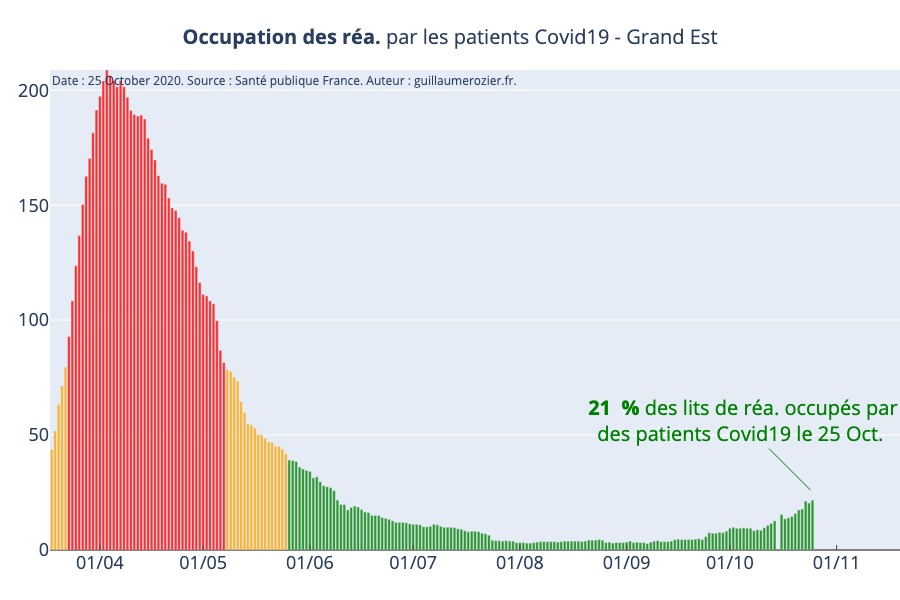 Occupation des réa. par les patients Covid19 - Grand Est
Date : 25 October 2020. Source : Santé publique France. Auteur : guillaumerozier.fr.
200
150
100
50
0
21 % des lits de réa. occupés par
des patients Covid19 le 25 Oct.
01/04 01/05 01/06 01/07 01/08 01/09 01/10 01/11